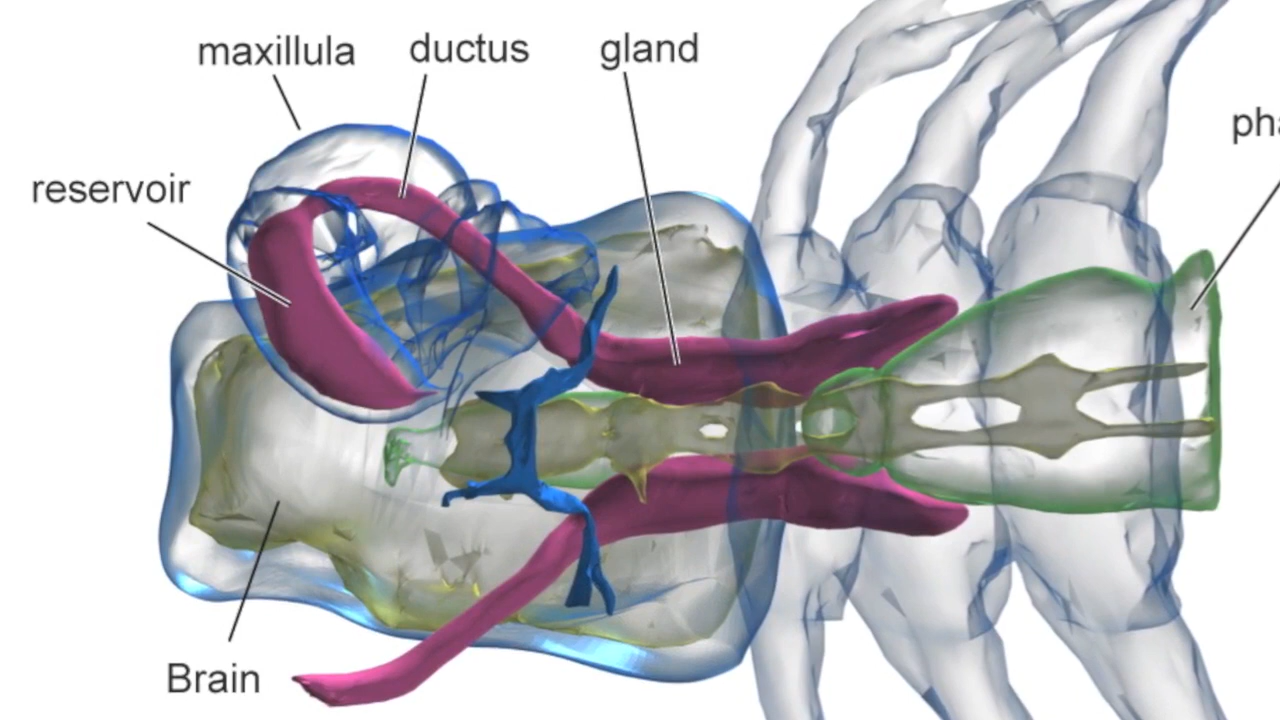 maxillula
ductus
gland
reservoir
Brain